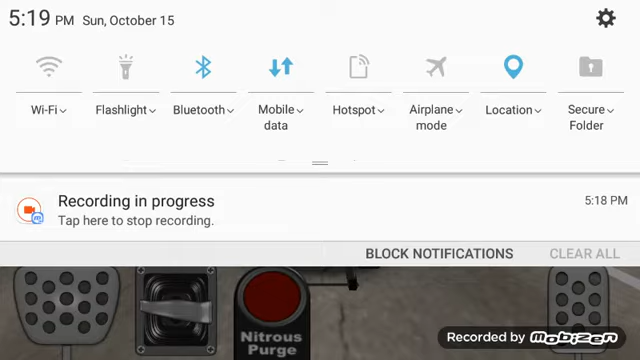 5:19 PM Sun, October 15
Wi-Fi Flashlight Bluetooth Mobile data Hotspot Airplane mode Location Secure Folder
Recording in progress 5:18 PM
Tap here to stop recording.
BLOCK NOTIFICATIONS CLEAR ALL
Nitrous
Purge
Recorded by Mobizen